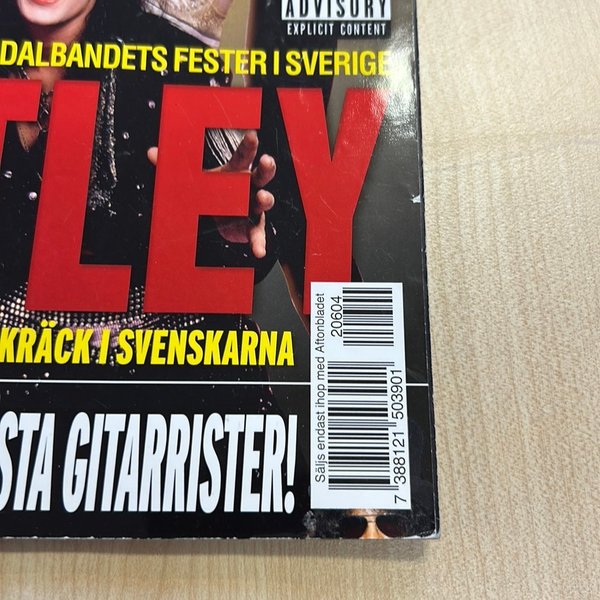 ADVISORY
EXPLICIT CONTENT
DALBANDETS FESTER I SVERIGE
TLEY
KRÄCK I SVENSKARNA
STA GITARRISTER!
Säljs endast ihop med Aftonbladet
20604
7 388121 503901